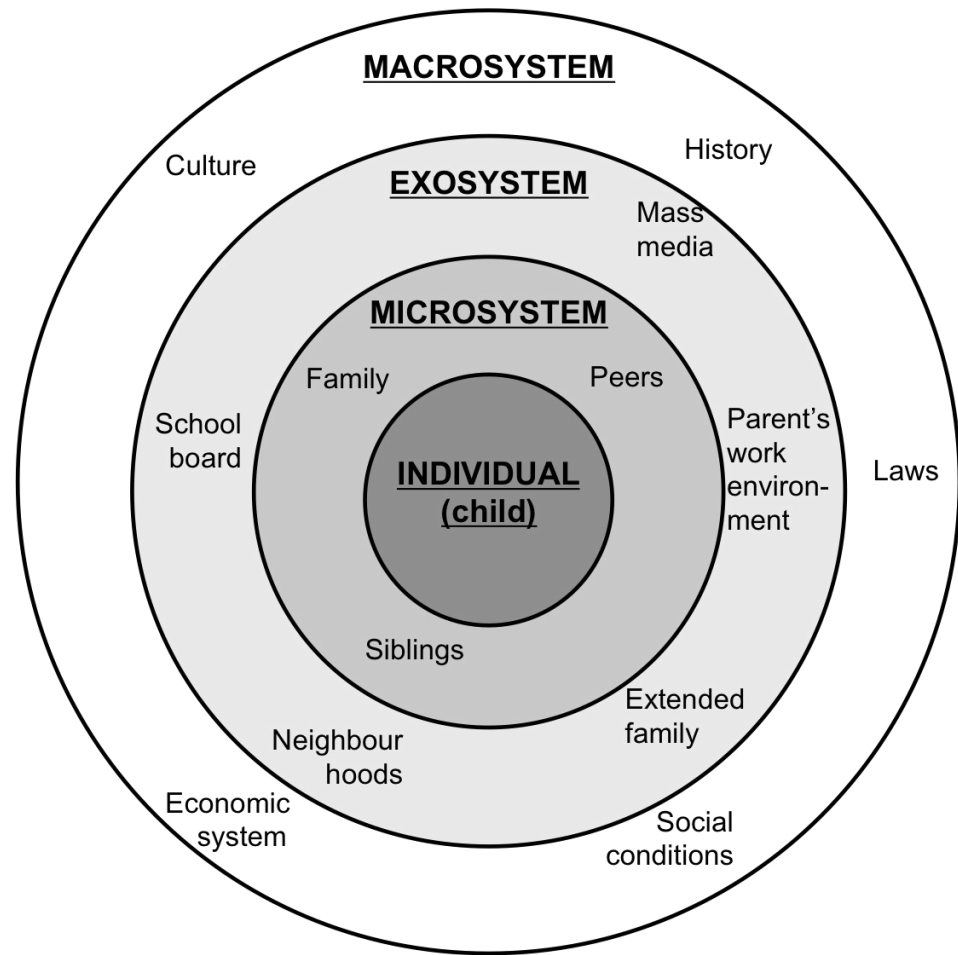 MACROSYSTEM
Culture
History
EXOSYSTEM
Mass
media
MICROSYSTEM
Family
Peers
School
board
Parent’s
work
environ-
ment
INDIVIDUAL
(child)
Laws
Siblings
Extended
family
Neighbour
hoods
Economic
system
Social
conditions